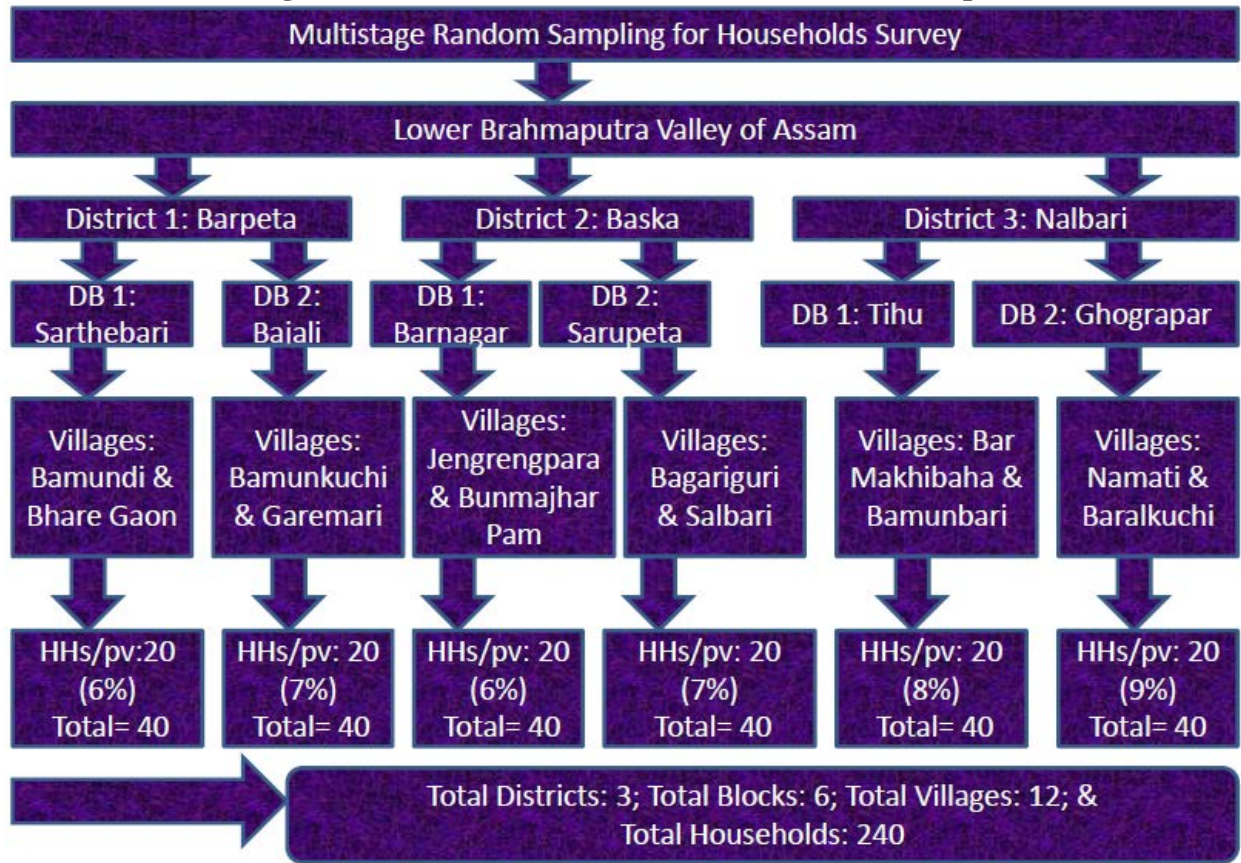 Multistage Random Sampling for Households Survey
Lower Brahmaputra Valley of Assam
District 1: Barpeta
District 2: Baska
District 3: Nalbari
DB 1:
Sarthebari
DB 2:
Bajali
DB 1:
Barnagar
DB 2:
Sarupeta
DB 1: Tihu
DB 2: Ghograpar
Villages:
Bamundi &
Bhare Gaon
Villages:
Bamunkuchi
& Garemari
Villages:
Jengrengpara
& Bunmajhar
Pam
Villages:
Bagariguri
& Salbari
Villages: Bar
Makhibaha &
Bamunbari
Villages:
Namati &
Baralkuchi
HHs/pv:20
(6%)
Total= 40
HHs/pv: 20
(7%)
Total= 40
HHs/pv: 20
(6%)
Total= 40
HHs/pv: 20
(7%)
Total= 40
HHs/pv: 20
(8%)
Total= 40
HHs/pv: 20
(9%)
Total= 40
Total Districts: 3; Total Blocks: 6; Total Villages: 12; &
Total Households: 240